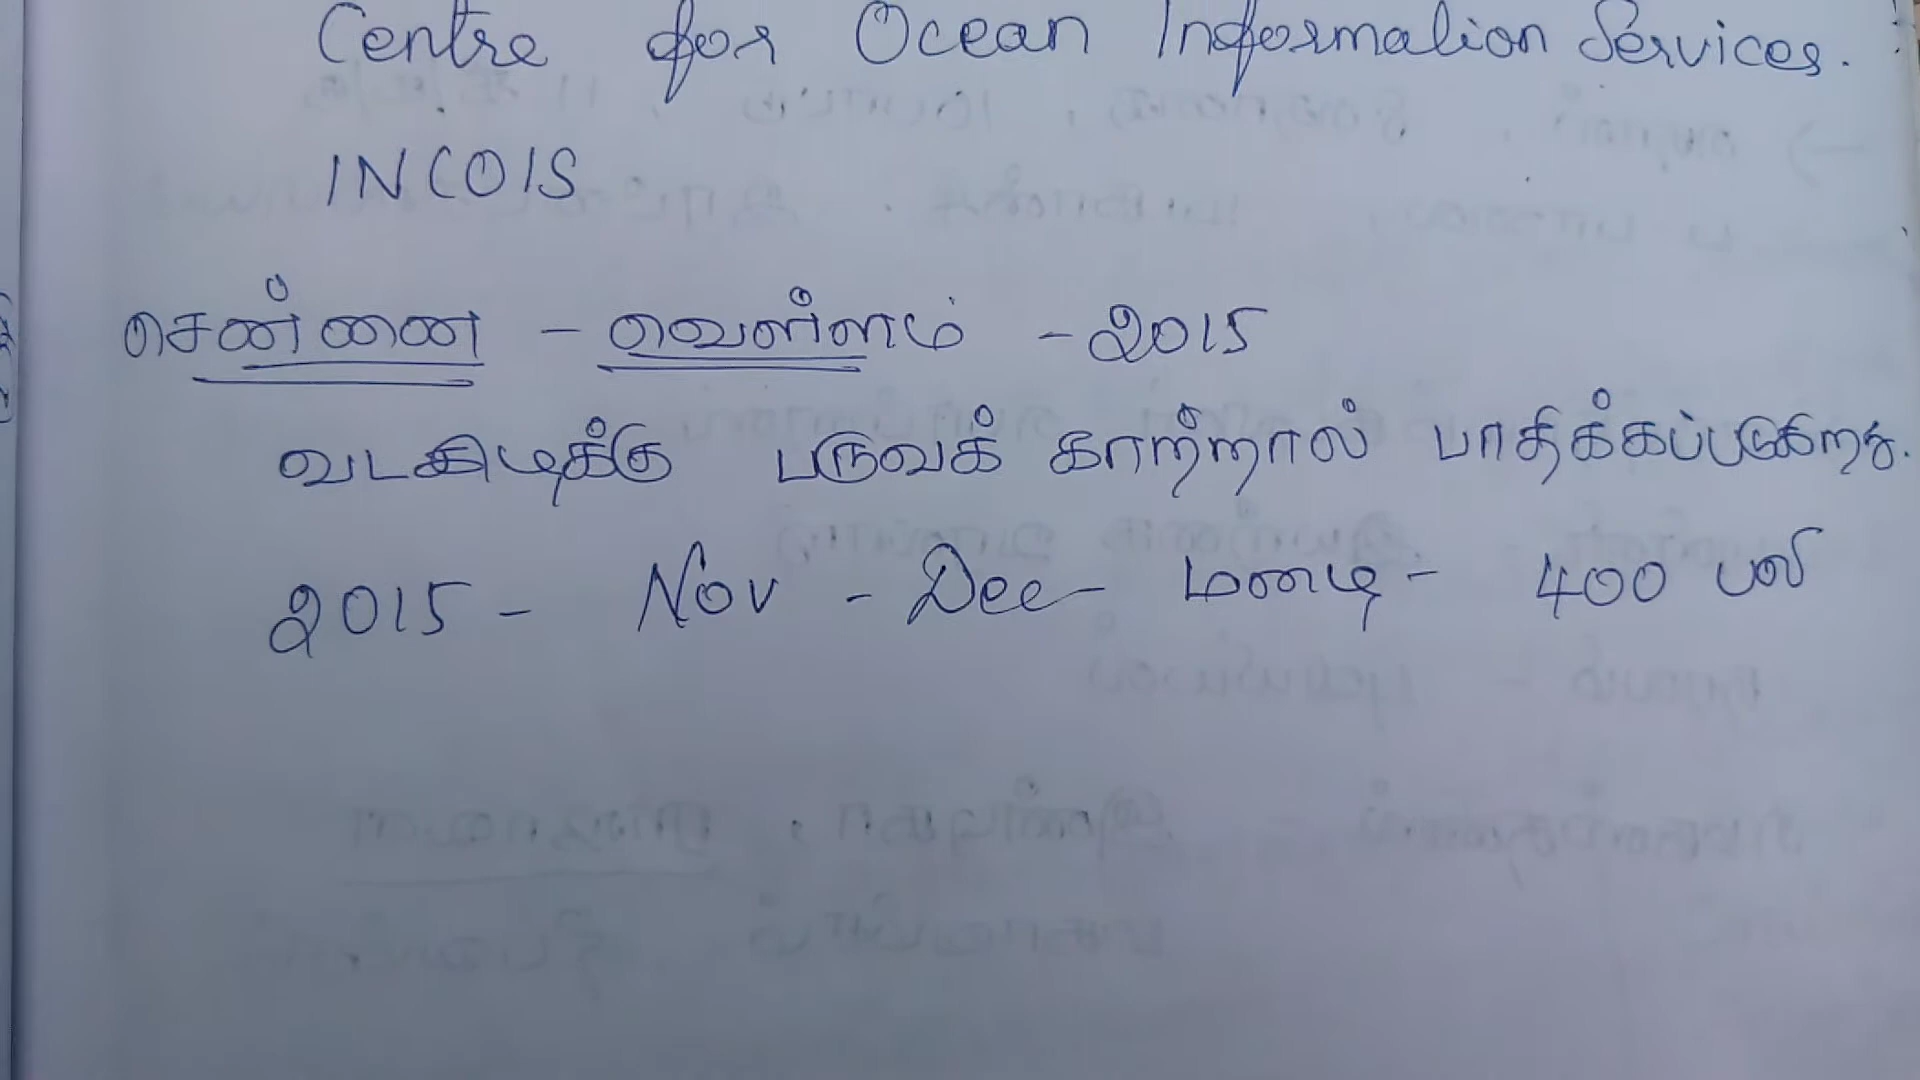 Centre for Ocean Information Services.
INCOIS
சென்னை - வெள்ளம் - 2015
வடகிழக்கு பருவக் காற்றால் பாதிக்கப்படுகிறது.
2015 - Nov - Dec - மழை - 400 பலி